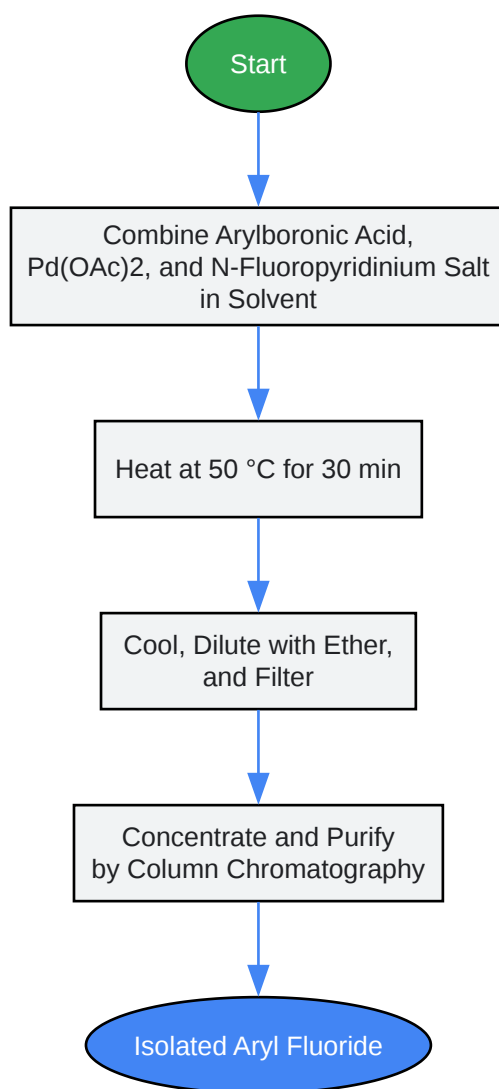 Start
Combine Arylboronic Acid,
Pd(OAc)2, and N-Fluoropyridinium Salt
in Solvent
Heat at 50 °C for 30 min
Cool, Dilute with Ether,
and Filter
Concentrate and Purify
by Column Chromatography
Isolated Aryl Fluoride